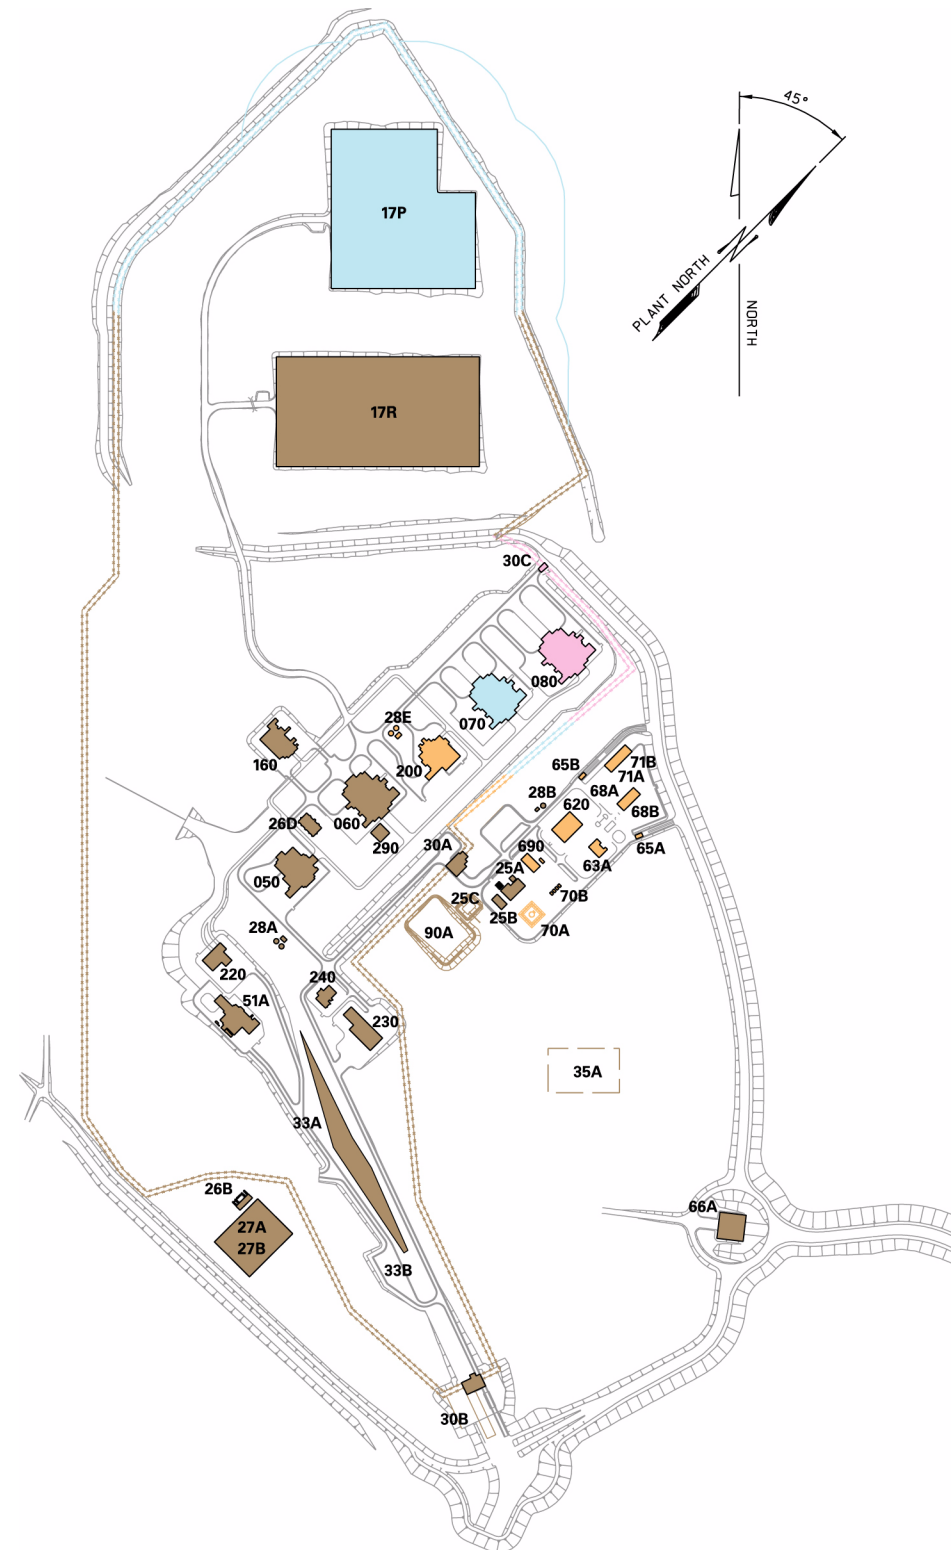 45°
17P
PLANT NORTH
NORTH
17R
30C
080
28E
070
200
160
65B
71B
71A
28B
68A
620
68B
26D
060
290
30A
690
65A
25A
63A
050
25C
70B
25B
28A
90A
70A
220
240
51A
230
35A
33A
26B
66A
27A
27B
33B
30B